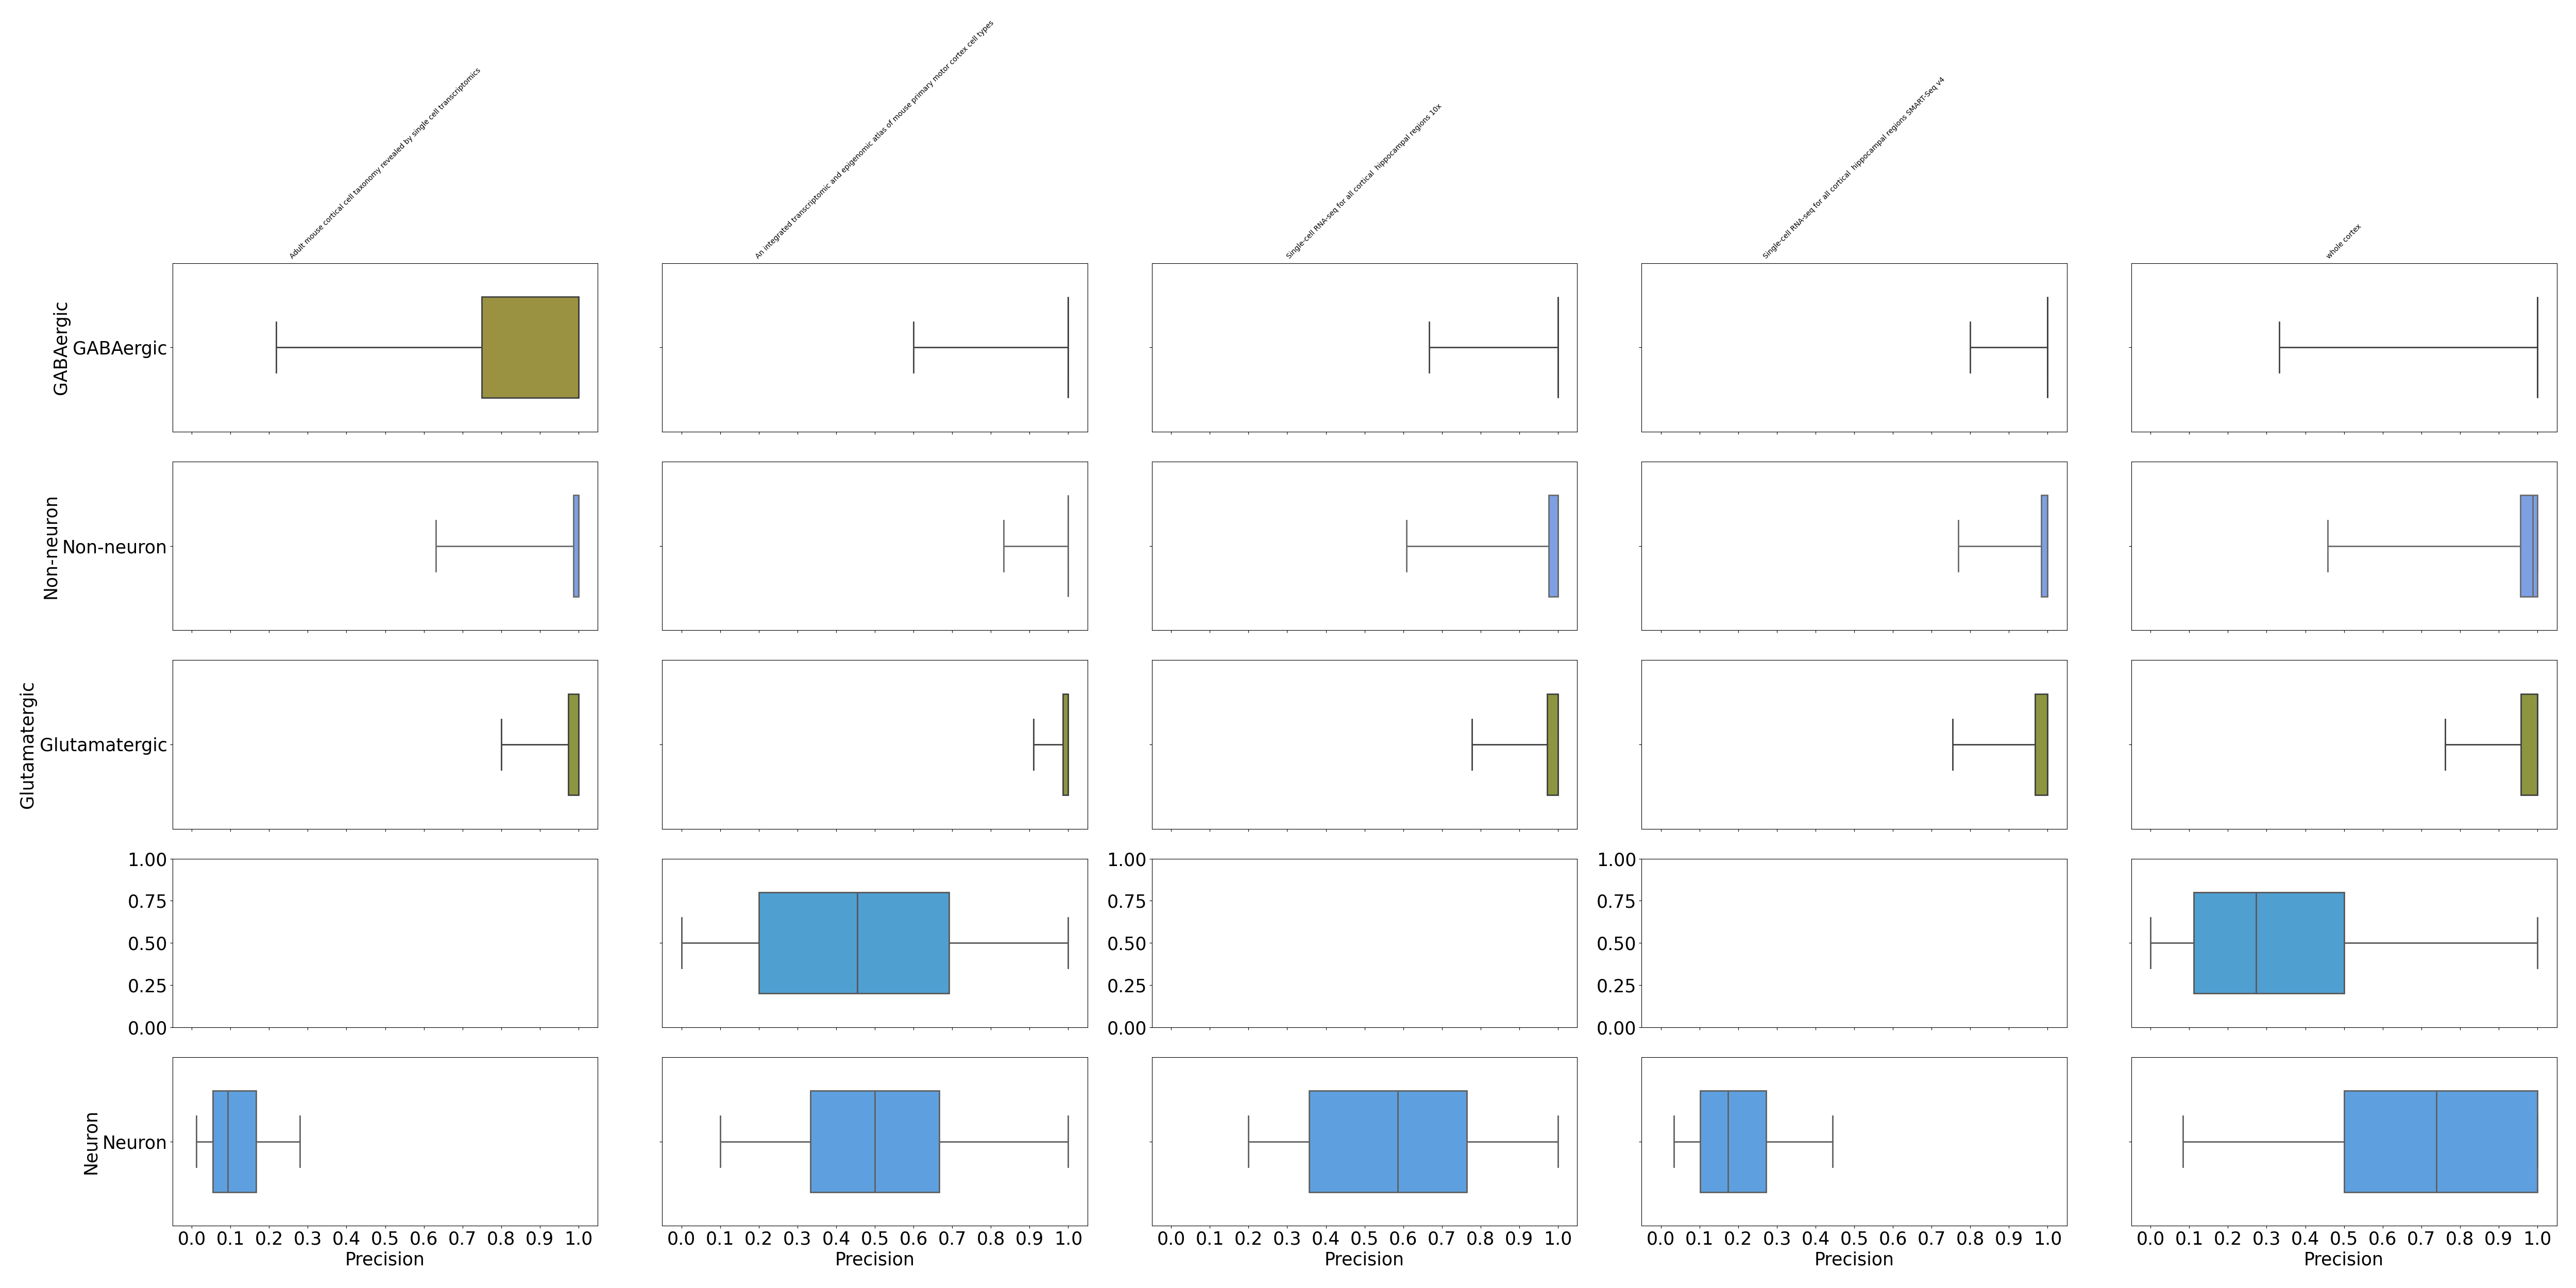 Adult mouse cortical cell taxonomy revealed by single cell transcriptomics
An integrated transcriptomic and epigenomic atlas of mouse primary motor cortex cell types
Single-cell RNA-seq for all cortical  hippocampal regions 10x
Single-cell RNA-seq for all cortical  hippocampal regions SMART-Seq v4
whole cortex
GABAergic
GABAergic
Non-neuron
Non-neuron
Glutamatergic
Glutamatergic
1.00
0.75
0.50
0.25
0.00
1.00
0.75
0.50
0.25
0.00
1.00
0.75
0.50
0.25
0.00
Neuron
Neuron
0.0 0.1 0.2 0.3 0.4 0.5 0.6 0.7 0.8 0.9 1.0
Precision
0.0 0.1 0.2 0.3 0.4 0.5 0.6 0.7 0.8 0.9 1.0
Precision
0.0 0.1 0.2 0.3 0.4 0.5 0.6 0.7 0.8 0.9 1.0
Precision
0.0 0.1 0.2 0.3 0.4 0.5 0.6 0.7 0.8 0.9 1.0
Precision
0.0 0.1 0.2 0.3 0.4 0.5 0.6 0.7 0.8 0.9 1.0
Precision